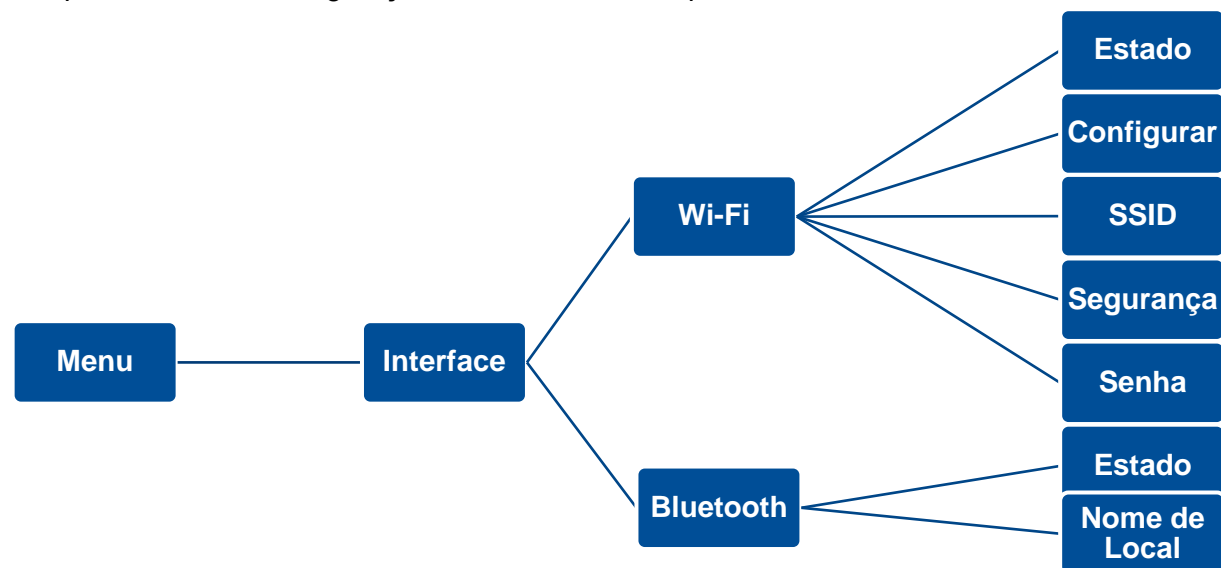 Estado
Configurar
Wi-Fi
SSID
Segurança
Menu
Interface
Senha
Estado
Bluetooth
Nome de
Local